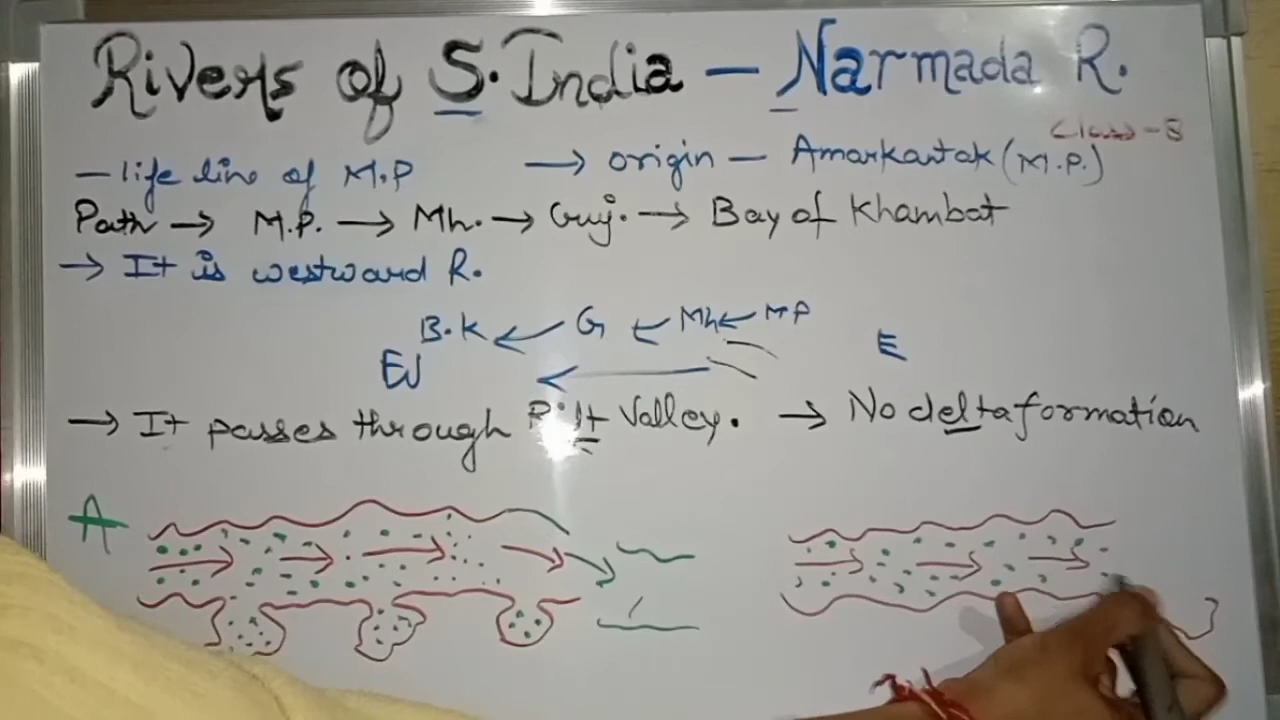 Rivers of S. India – Narmada R.
Class-8
– life line of M.P → origin – Amarkantak (M.P.)
Path → M.P. → Mh. → Guj. → Bay of Khambat
→ It is westward R.
B.K ← G ← Mh ← MP
W ← E
→ It passes through Rift Valley. → No delta formation
A